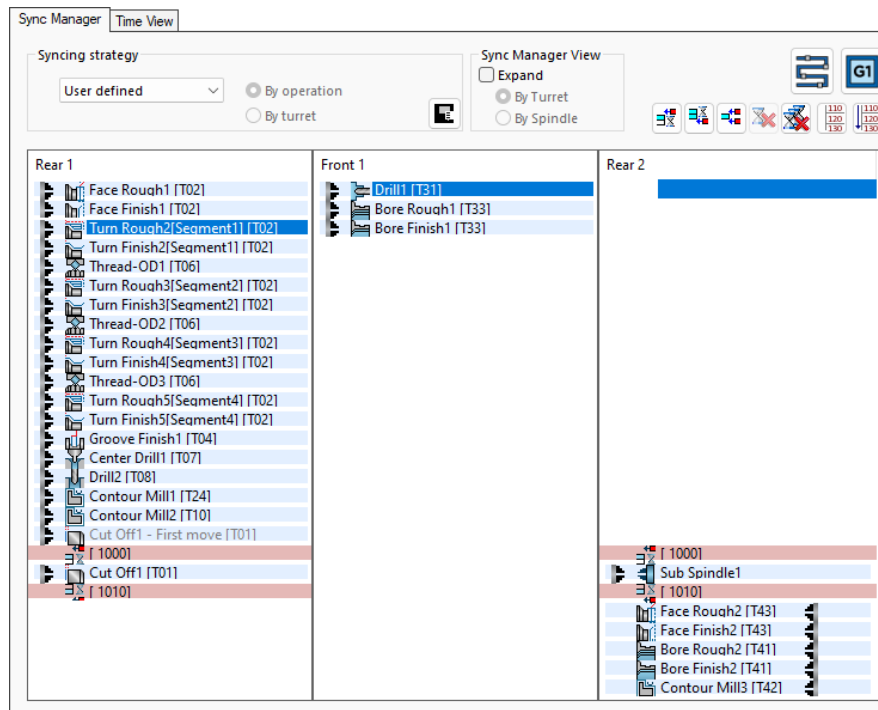 Sync Manager Time View
Syncing strategy
Sync Manager View
User defined
By operation
By turret
Expand
By Turret
By Spindle
G1
110
120
130
110
120
130
Rear 1
Face Rough1 [T02]
Face Finish1 [T02]
Turn Rough2[Segment1] [T02]
Turn Finish2[Segment1] [T02]
Thread-OD1 [T06]
Turn Rough3[Segment2] [T02]
Turn Finish3[Segment2] [T02]
Thread-OD2 [T06]
Turn Rough4[Segment3] [T02]
Turn Finish4[Segment3] [T02]
Thread-OD3 [T06]
Turn Rough5[Segment4] [T02]
Turn Finish5[Segment4] [T02]
Groove Finish1 [T04]
Center Drill1 [T07]
Drill2 [T08]
Contour Mill1 [T24]
Contour Mill2 [T10]
Cut Off1 - First move [T01]
[ 1000]
Cut Off1 [T01]
[ 1010]
Front 1
Drill1 [T31]
Bore Rough1 [T33]
Bore Finish1 [T33]
Rear 2
[ 1000]
Sub Spindle1
[ 1010]
Face Rough2 [T43]
Face Finish2 [T43]
Bore Rough2 [T41]
Bore Finish2 [T41]
Contour Mill3 [T42]